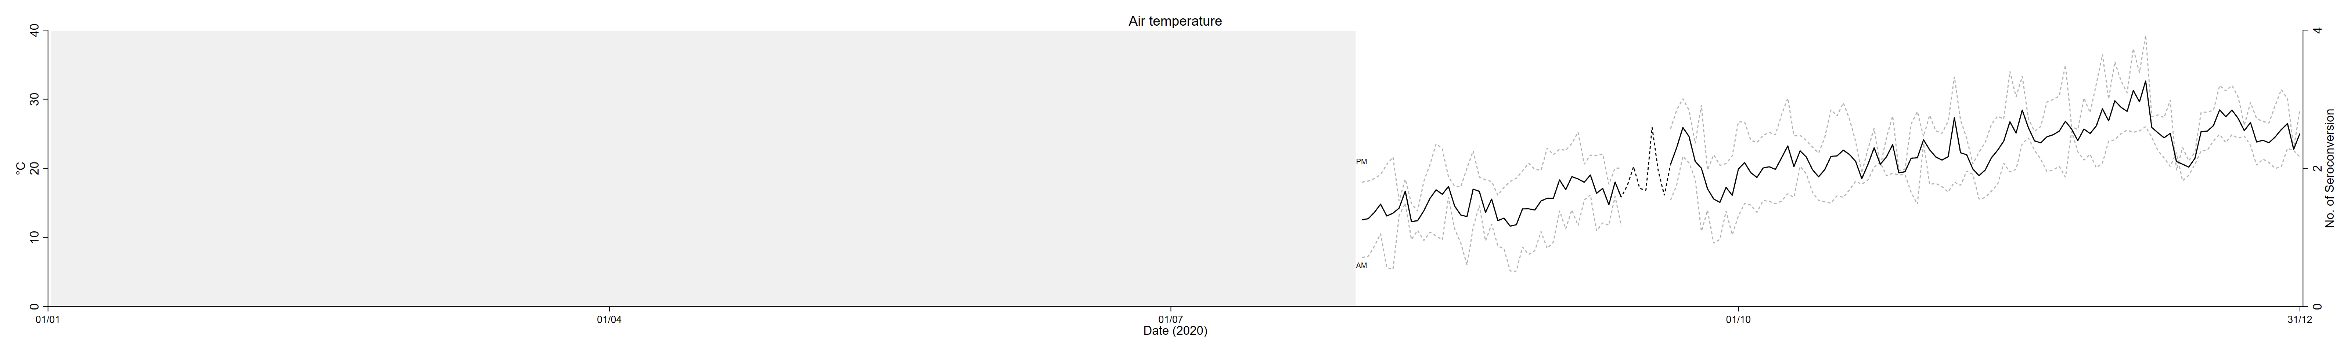 Air temperature
40
30
20
10
0
°C
PM
AM
4
2
0
No. of Seroconversion
01/01
01/04
01/07
01/10
31/12
Date (2020)